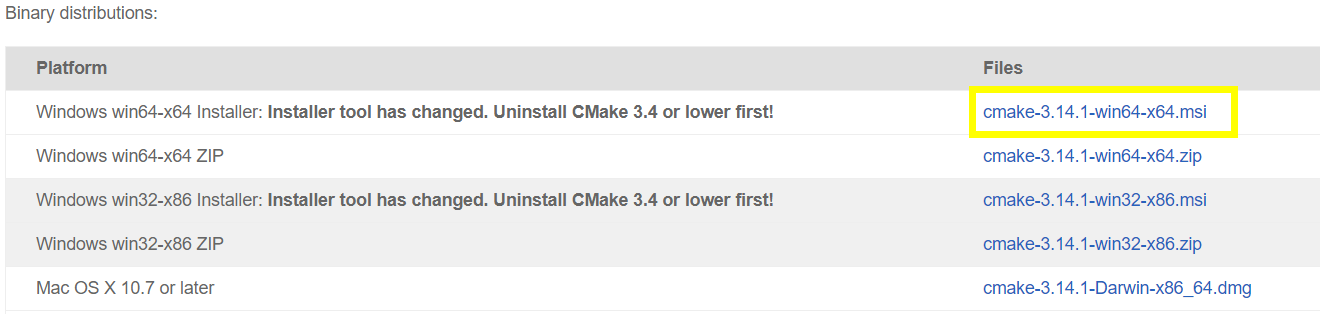 Binary distributions:
Platform Files
Windows win64-x64 Installer: Installer tool has changed. Uninstall CMake 3.4 or lower first! cmake-3.14.1-win64-x64.msi
Windows win64-x64 ZIP cmake-3.14.1-win64-x64.zip
Windows win32-x86 Installer: Installer tool has changed. Uninstall CMake 3.4 or lower first! cmake-3.14.1-win32-x86.msi
Windows win32-x86 ZIP cmake-3.14.1-win32-x86.zip
Mac OS X 10.7 or later cmake-3.14.1-Darwin-x86_64.dmg